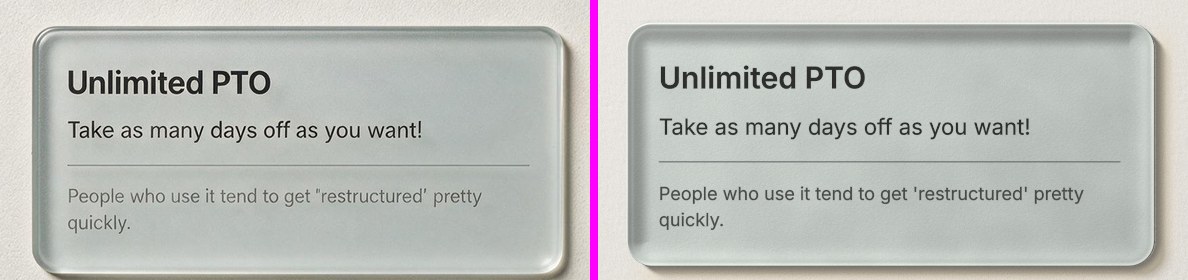 Unlimited PTO
Take as many days off as you want!
People who use it tend to get "restructured' pretty
quickly.
Unlimited PTO
Take as many days off as you want!
People who use it tend to get 'restructured' pretty
quickly.